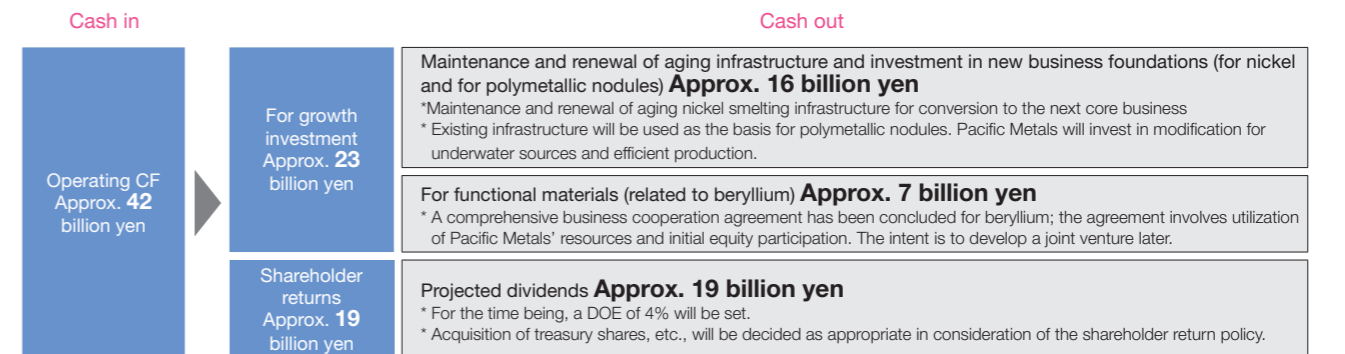 Cash in
Cash out
Operating CF
Approx. 42
billion yen
For growth
investment
Approx. 23
billion yen
Maintenance and renewal of aging infrastructure and investment in new business foundations (for nickel
and for polymetallic nodules) Approx. 16 billion yen
*Maintenance and renewal of aging nickel smelting infrastructure for conversion to the next core business
* Existing infrastructure will be used as the basis for polymetallic nodules. Pacific Metals will invest in modification for
underwater sources and efficient production.
For functional materials (related to beryllium) Approx. 7 billion yen
* A comprehensive business cooperation agreement has been concluded for beryllium; the agreement involves utilization
of Pacific Metals’ resources and initial equity participation. The intent is to develop a joint venture later.
Shareholder
returns
Approx. 19
billion yen
Projected dividends Approx. 19 billion yen
* For the time being, a DOE of 4% will be set.
* Acquisition of treasury shares, etc., will be decided as appropriate in consideration of the shareholder return policy.